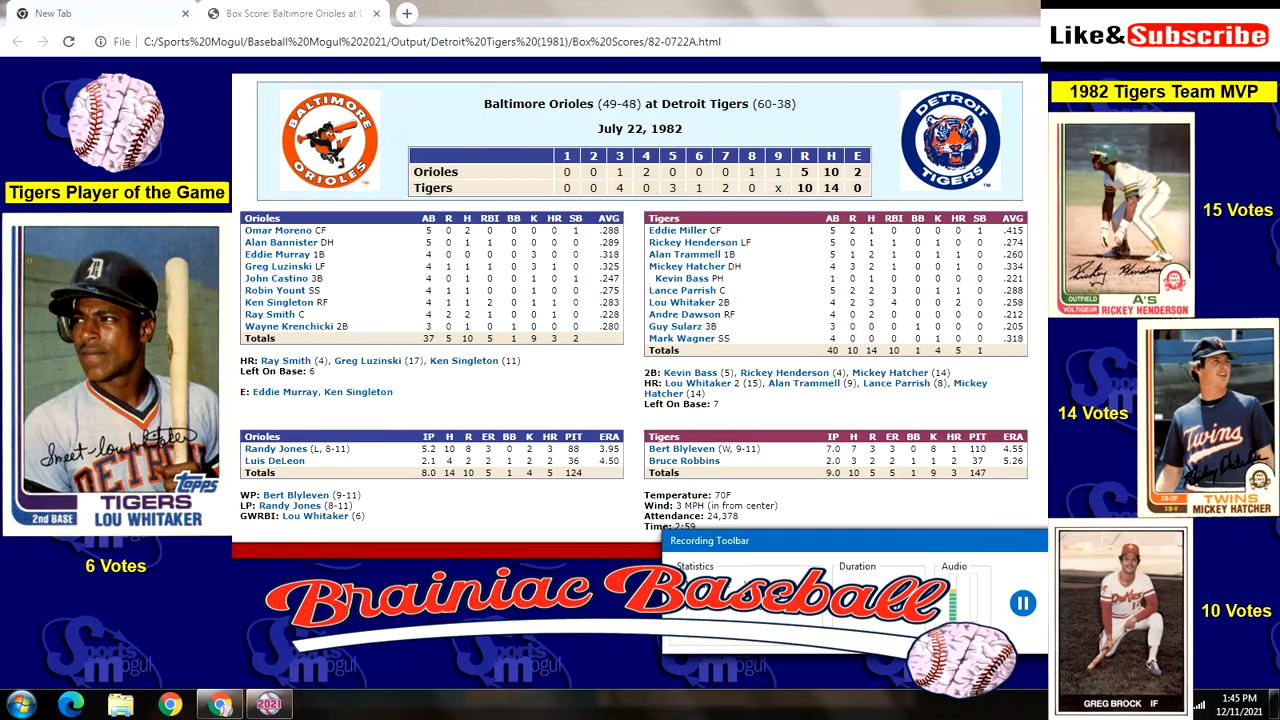 New Tab
Box Score: Baltimore Orioles at D
File
C:/Sports%20Mogul/Baseball%20Mogul%202021/Output/Detroit%20Tigers%20(1981)/Box%20Scores/82-0722A.html
Like&Subscribe
1982 Tigers Team MVP
Tigers Player of the Game
BALTIMORE
ORIOLES
Baltimore Orioles (49-48) at Detroit Tigers (60-38)
July 22, 1982
1 2 3 4 5 6 7 8 9 R H E
Orioles 0 0 1 2 0 0 0 1 1 5 10 2
Tigers 0 0 4 0 3 1 2 0 x 10 14 0
DETROIT
TIGERS
Orioles AB R H RBI BB K HR SB AVG
Omar Moreno CF 5 0 2 0 0 0 0 1 .288
Alan Bannister DH 5 0 1 1 0 0 0 0 .289
Eddie Murray 1B 4 0 0 0 0 3 0 0 .318
Greg Luzinski LF 4 1 1 1 0 3 1 0 .325
John Castino 3B 4 0 1 0 0 0 0 1 .247
Robin Yount SS 4 1 1 0 0 1 0 0 .275
Ken Singleton RF 4 1 1 2 0 1 1 0 .283
Ray Smith C 4 1 2 1 0 0 1 0 .228
Wayne Krenchicki 2B 3 0 1 0 1 1 0 0 .280
Totals 37 5 10 5 1 9 3 2
HR: Ray Smith (4), Greg Luzinski (17), Ken Singleton (11)
Left On Base: 6
E: Eddie Murray, Ken Singleton
Tigers AB R H RBI BB K HR SB AVG
Eddie Miller CF 5 2 1 0 0 0 0 1 .415
Rickey Henderson LF 5 0 1 1 0 0 0 0 .274
Alan Trammell 1B 5 1 2 1 0 0 1 0 .260
Mickey Hatcher DH 4 3 2 1 0 0 1 0 .334
Kevin Bass PH 1 0 1 0 0 0 0 0 .221
Lance Parrish C 5 2 2 3 0 1 1 0 .288
Lou Whitaker 2B 4 2 3 4 0 0 2 0 .258
Andre Dawson RF 4 0 2 0 0 0 0 0 .212
Guy Sularz 3B 3 0 0 0 1 0 0 0 .205
Mark Wagner SS 4 0 0 0 0 1 0 0 .318
Totals 40 10 14 10 1 4 5 1
2B: Kevin Bass (5), Rickey Henderson (4), Mickey Hatcher (14)
HR: Lou Whitaker 2 (15), Alan Trammell (9), Lance Parrish (8), Mickey
Hatcher (14)
Left On Base: 7
Orioles IP H R ER BB K HR PIT ERA
Randy Jones (L, 8-11) 5.2 10 8 3 0 2 3 88 3.95
Luis DeLeon 2.1 4 2 2 1 2 2 36 4.50
Totals 8.0 14 10 5 1 4 5 124
WP: Bert Blyleven (9-11)
LP: Randy Jones (8-11)
GWRBI: Lou Whitaker (6)
Tigers IP H R ER BB K HR PIT ERA
Bert Blyleven (W, 9-11) 7.0 7 3 3 0 8 1 110 4.55
Bruce Robbins 2.0 3 2 2 1 1 2 37 5.26
Totals 9.0 10 5 5 1 9 3 147
Temperature: 70F
Wind: 3 MPH (in from center)
Attendance: 24,378
Time: 2:59
Recording Toolbar
Statistics
Duration
Audio
Brainiac Baseball
D
Sweet-lou Whitaker
DETROIT
topps
TIGERS
2nd BASE
LOU WHITAKER
6 Votes
Rickey Henderson
OUTFIELD
VOLTIGEUR
A'S
RICKEY HENDERSON
15 Votes
Twins
3B-OF
3B-V
TWINS
MICKEY HATCHER
14 Votes
Dukes
GREG BROCK IF
10 Votes
Sports
Mogul
2021
1:45 PM
12/11/2021